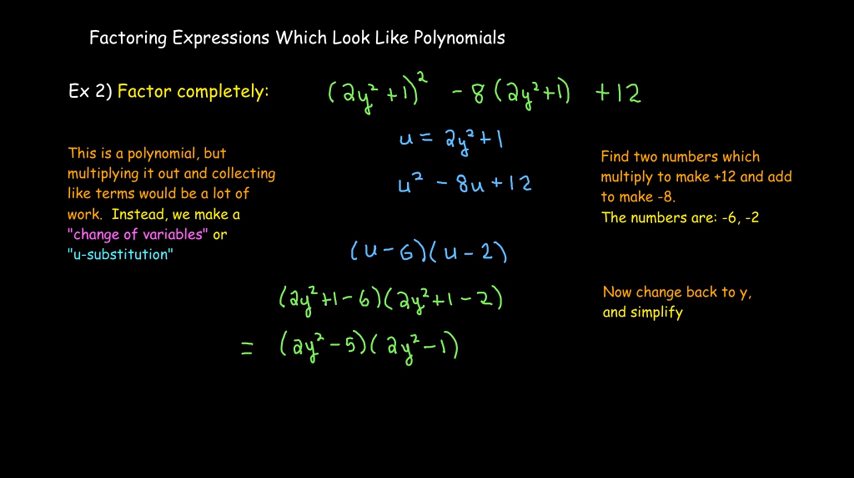 Factoring Expressions Which Look Like Polynomials
Ex 2) Factor completely: (2y²+1)² - 8(2y²+1) +12
u = 2y²+1
u² - 8u+12
This is a polynomial, but
multiplying it out and collecting
like terms would be a lot of
work. Instead, we make a
"change of variables" or
"u-substitution"
Find two numbers which
multiply to make +12 and add
to make -8.
The numbers are: -6, -2
(u-6)(u-2)
(2y²+1-6)(2y²+1-2)
= (2y²-5)(2y²-1)
Now change back to y,
and simplify